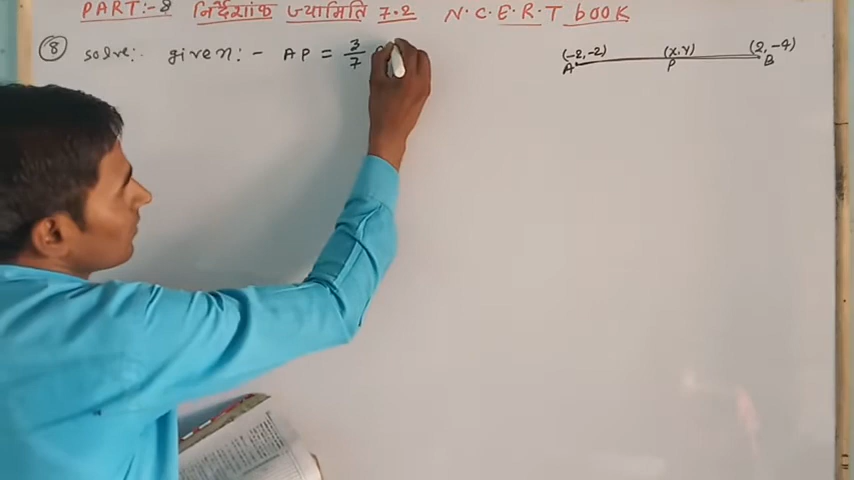 PART:-8 निर्देशांक ज्यामिति 7.2 N.C.E.R.T book
⑧ solve:- given:- AP = 3/7
(-2,-2) (x,y) (2,-4)
A P B